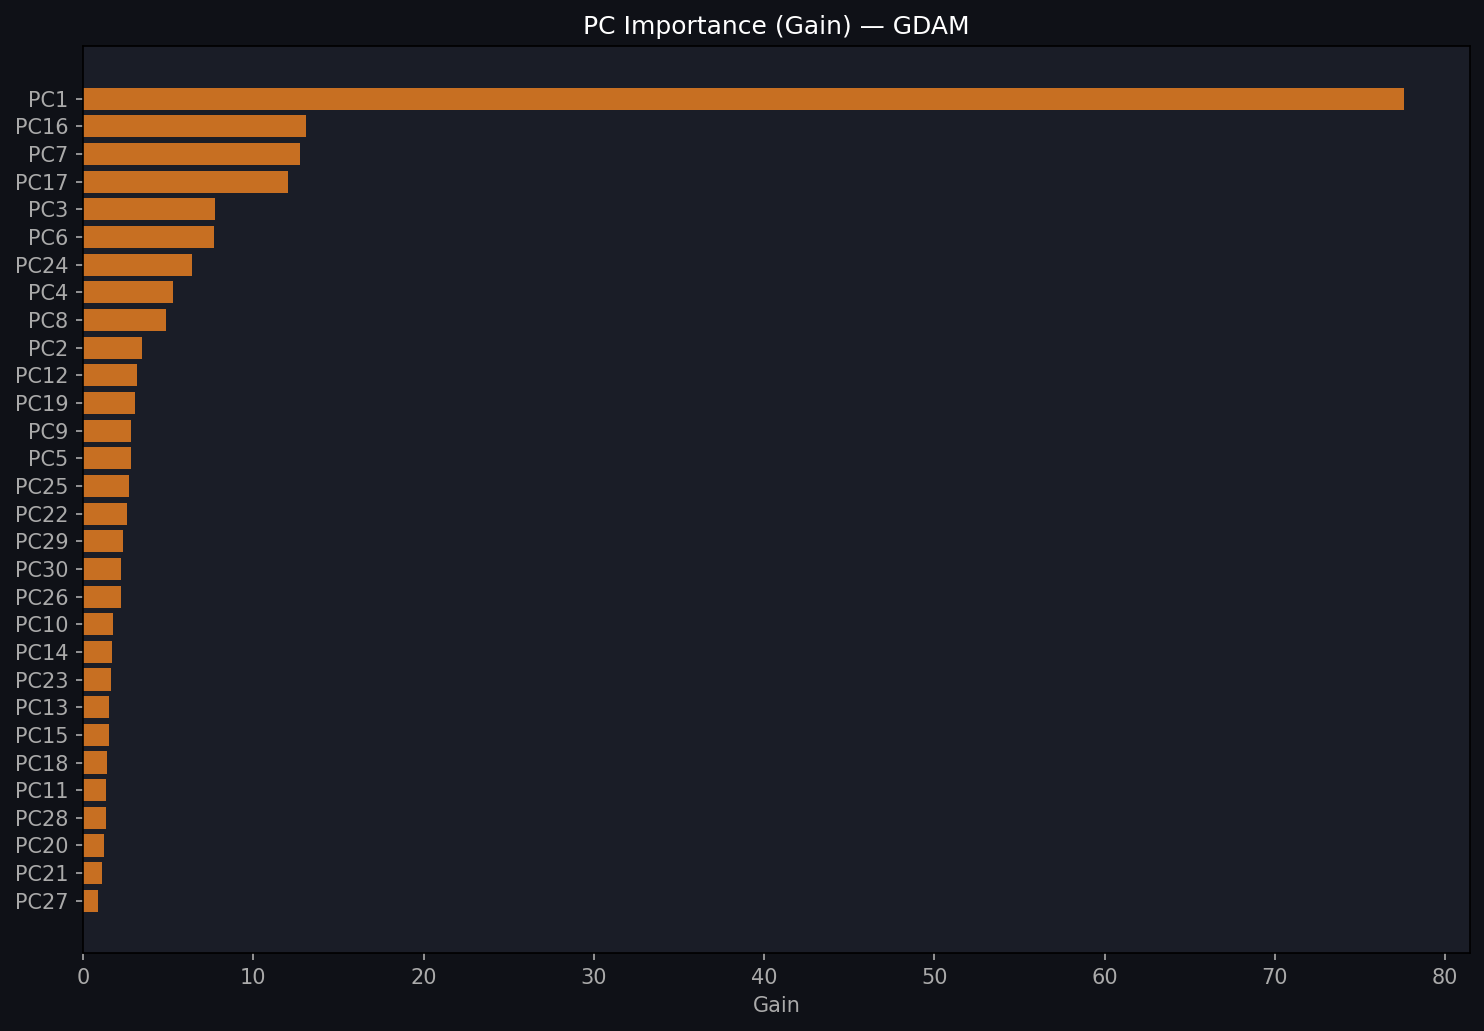 PC Importance (Gain) — GDAM
PC1
PC16
PC7
PC17
PC3
PC6
PC24
PC4
PC8
PC2
PC12
PC19
PC9
PC5
PC25
PC22
PC29
PC30
PC26
PC10
PC14
PC23
PC13
PC15
PC18
PC11
PC28
PC20
PC21
PC27
0 10 20 30 40 50 60 70 80
Gain